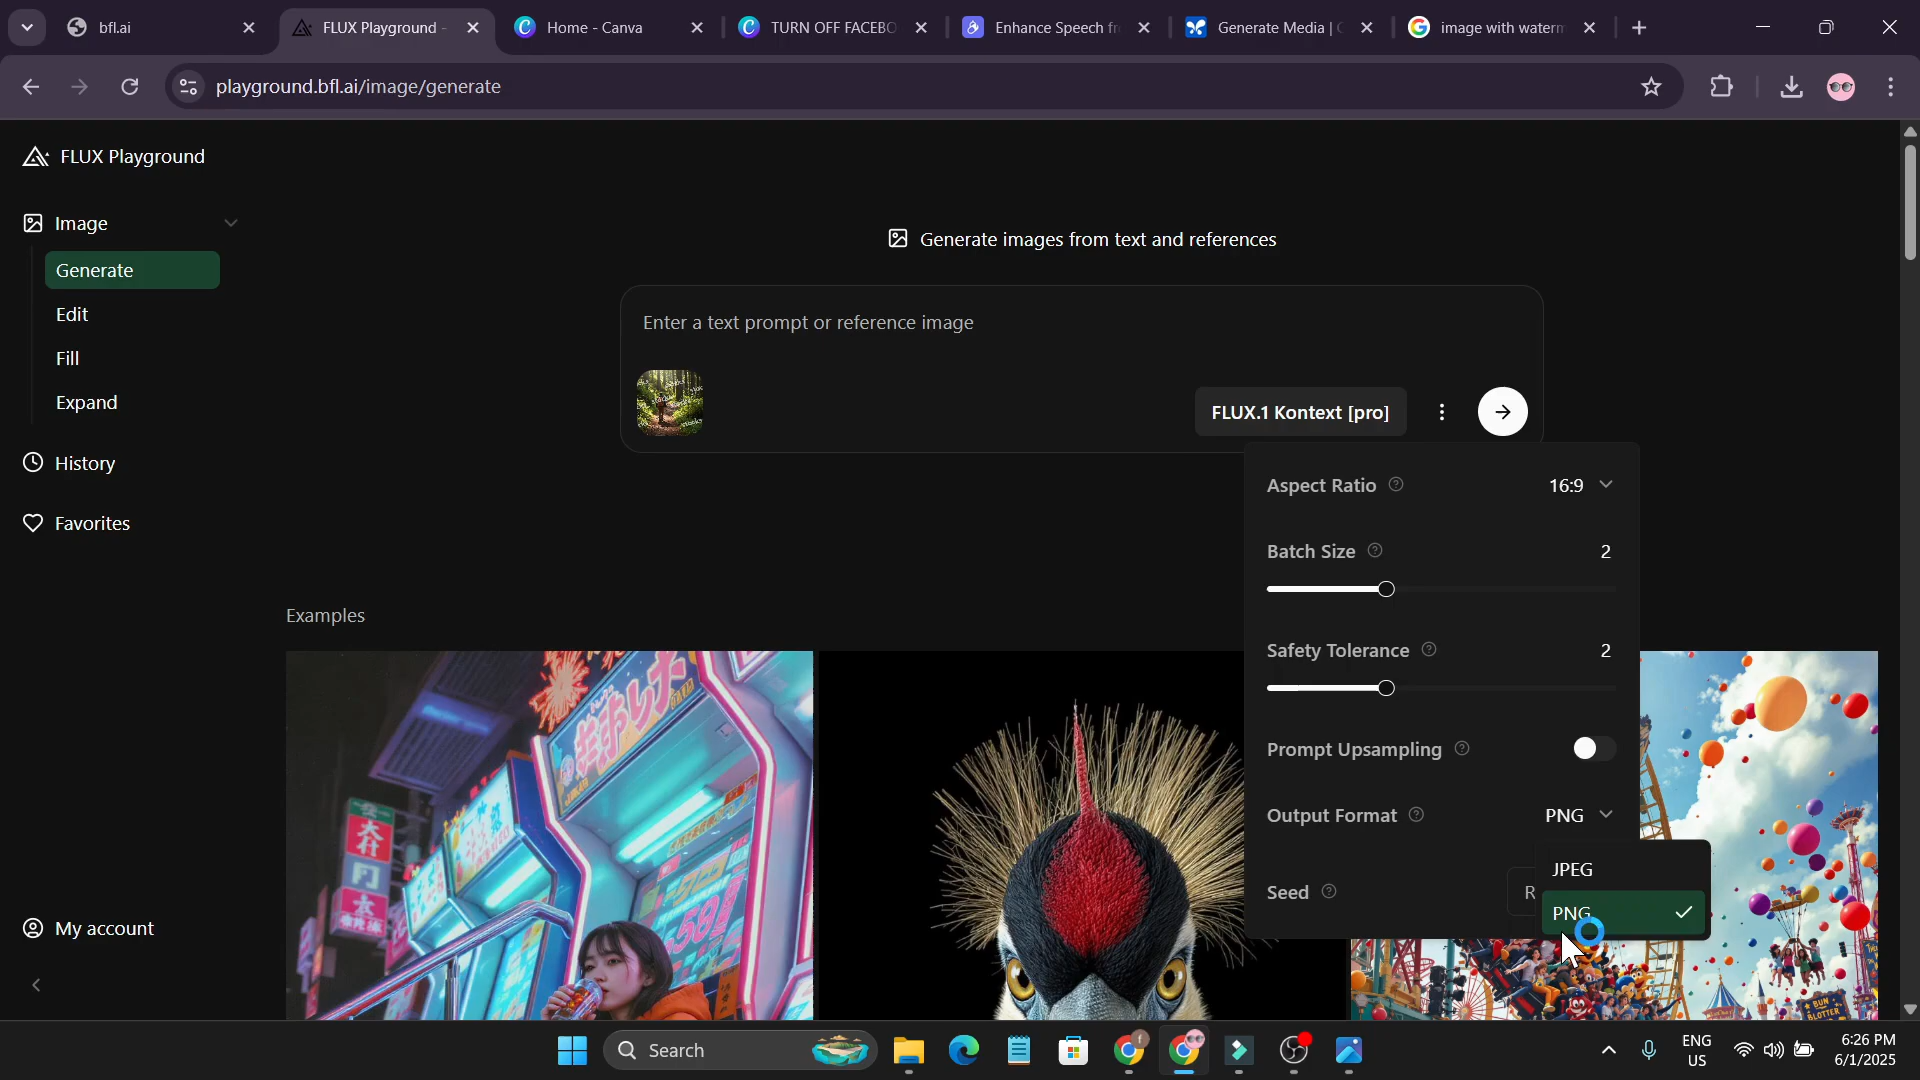 bfl.ai
FLUX Playground -
Home - Canva
TURN OFF FACEBO
Enhance Speech fr
Generate Media |
image with waterm
playground.bfl.ai/image/generate
FLUX Playground
Image
Generate
Edit
Fill
Expand
History
Favorites
My account
Generate images from text and references
Enter a text prompt or reference image
FLUX.1 Kontext [pro]
Aspect Ratio
16:9
Batch Size
2
Safety Tolerance
2
Prompt Upsampling
Output Format
PNG
JPEG
PNG
Seed
R
Examples
Search
ENG
US
6:26 PM
6/1/2025